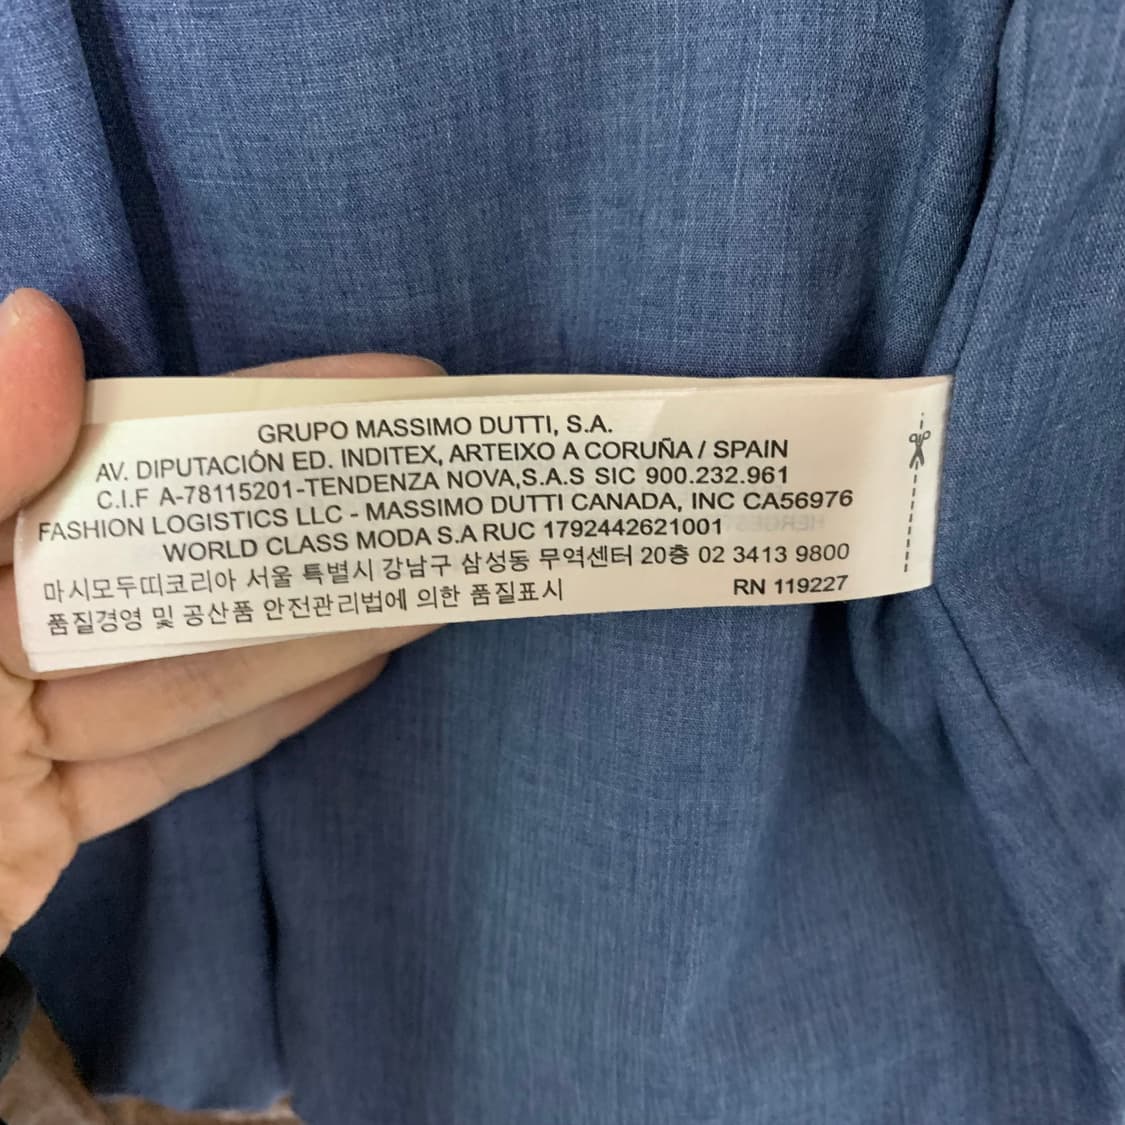 GRUPO MASSIMO DUTTI, S.A.
AV. DIPUTACIÓN ED. INDITEX, ARTEIXO A CORUÑA / SPAIN
C.I.F A-78115201-TENDENZA NOVA,S.A.S SIC 900.232.961
FASHION LOGISTICS LLC - MASSIMO DUTTI CANADA, INC CA56976
WORLD CLASS MODA S.A RUC 1792442621001
마시모두띠코리아 서울 특별시 강남구 삼성동 무역센터 20층 02 3413 9800
품질경영 및 공산품 안전관리법에 의한 품질표시 RN 119227